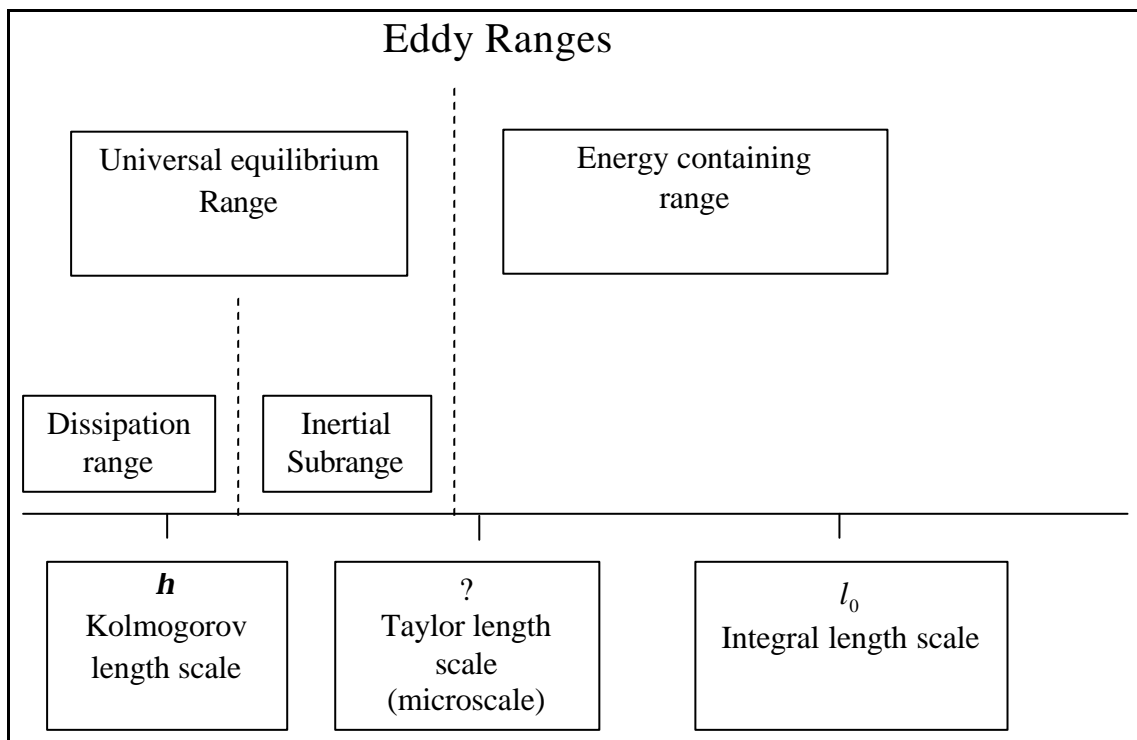 Eddy Ranges
Universal equilibrium
Range
Energy containing
range
Dissipation
range
Inertial
Subrange
h
Kolmogorov
length scale
?
Taylor length
scale
(microscale)
l₀
Integral length scale